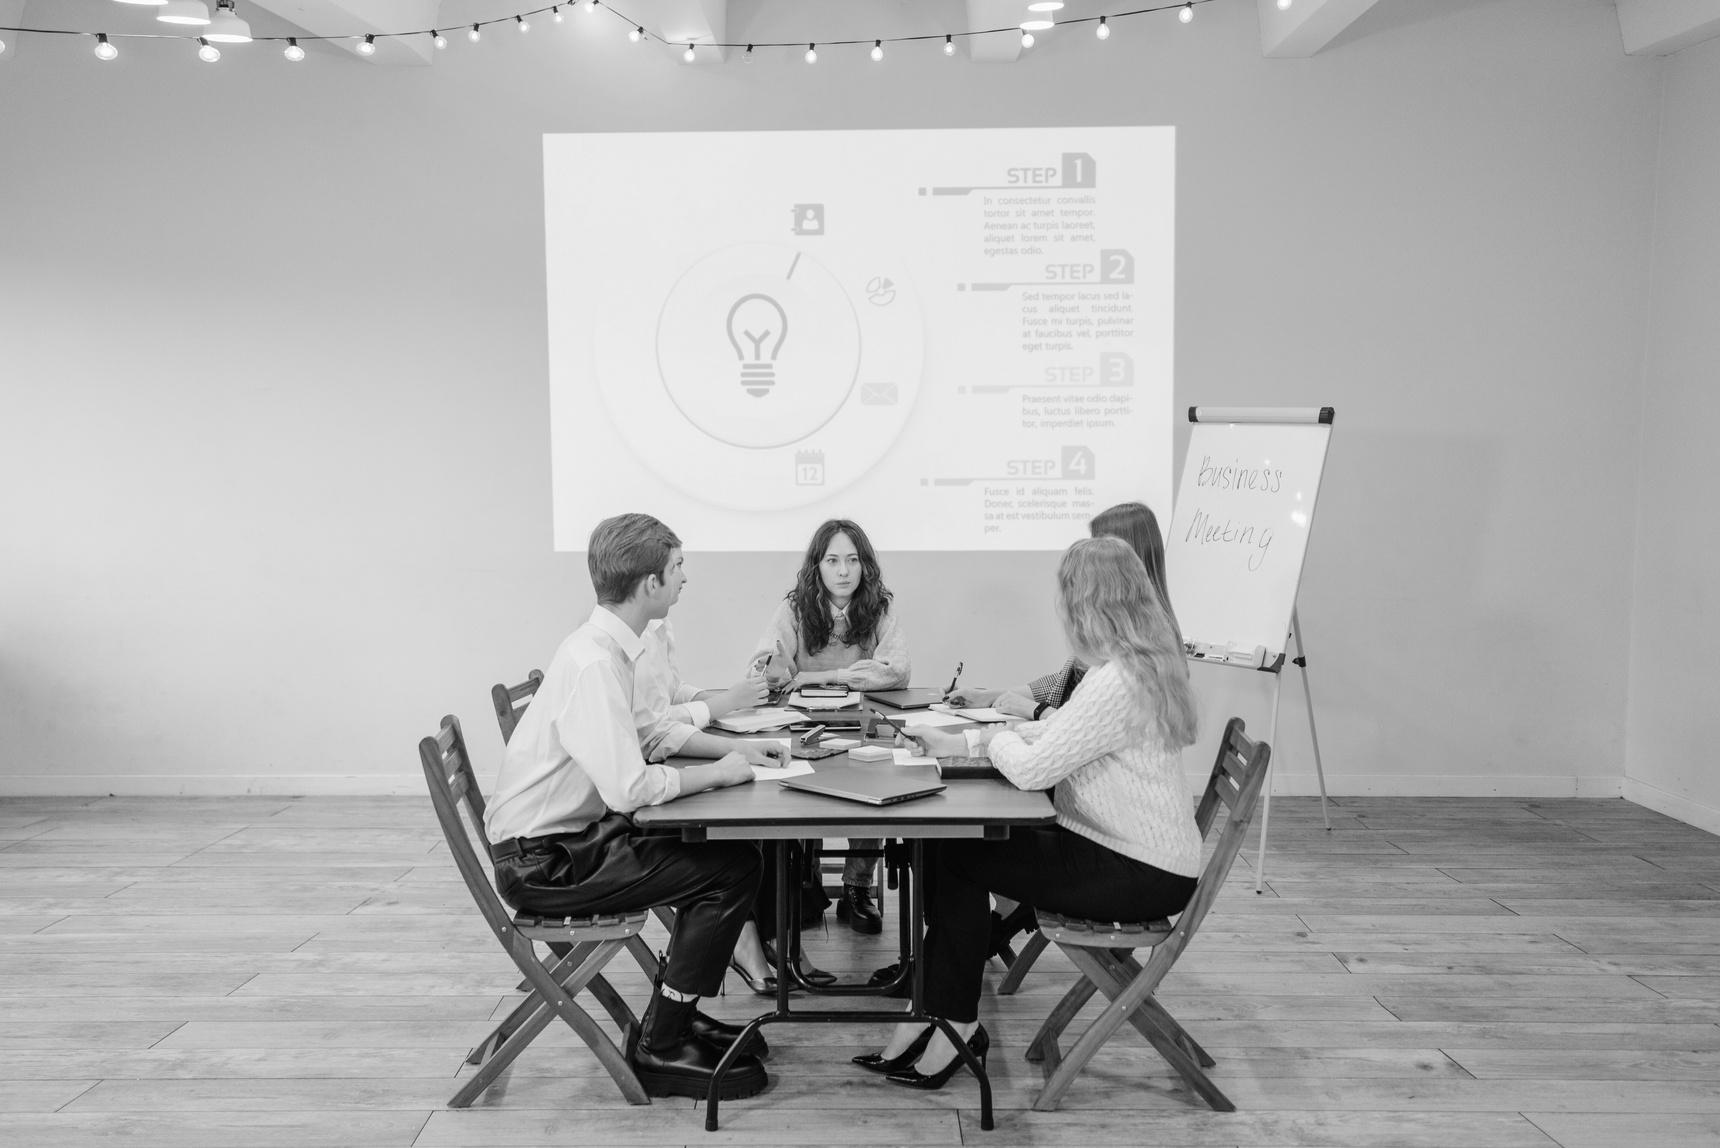 STEP 1
In consectetur convallis
tortor sit amet tempor.
Aenean ac turpis laoreet,
aliquet lorem sit amet,
egestas odio.
STEP 2
Sed tempor lacus sed la-
cus aliquet tincidunt.
Fusce mi turpis, pulvinar
at faucibus vel, porttitor
eget turpis.
STEP 3
Praesent vitae odio dapi-
bus, luctus libero portti-
tor, imperdiet ipsum.
STEP 4
Fusce id aliquam felis.
Donec scelerisque mas-
sa at est vestibulum sem-
per.
12
Business
Meeting